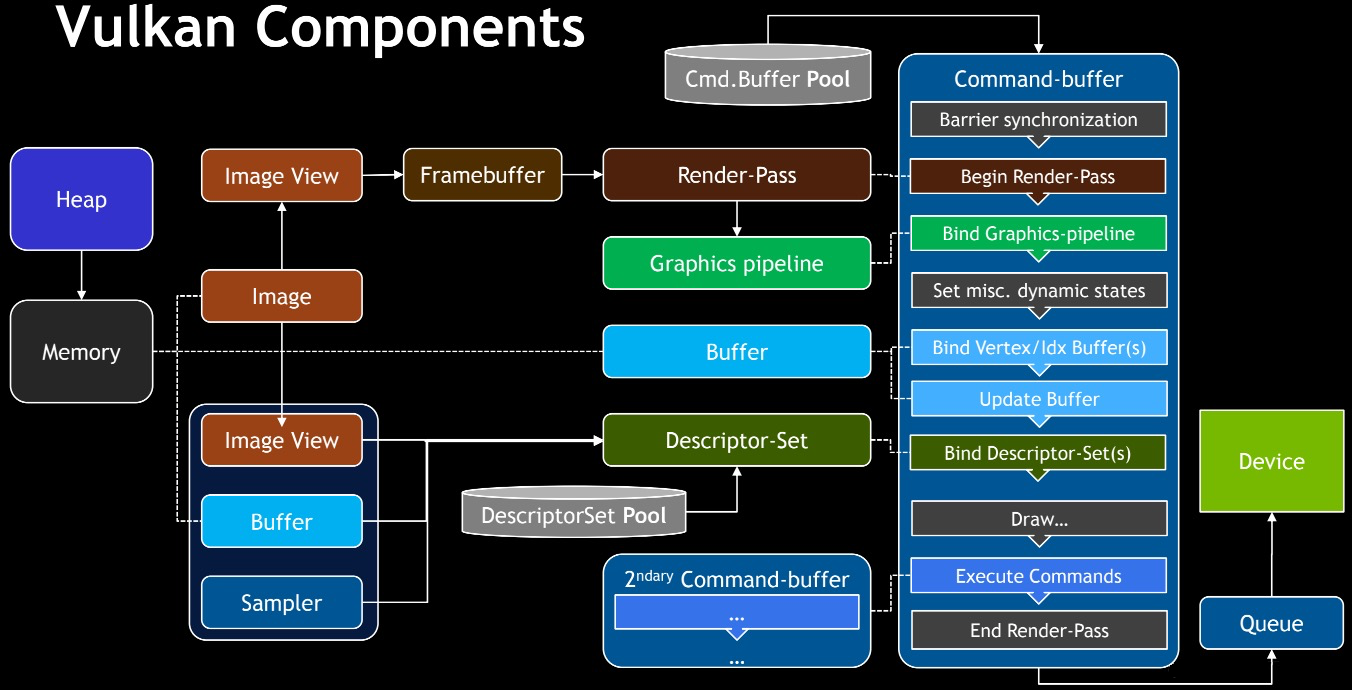 Vulkan Components
Cmd.Buffer Pool
Heap
Memory
Image View
Framebuffer
Render-Pass
Graphics pipeline
Image
Buffer
Image View
Buffer
Sampler
Descriptor-Set
DescriptorSet Pool
2ndary Command-buffer
...
...
Command-buffer
Barrier synchronization
Begin Render-Pass
Bind Graphics-pipeline
Set misc. dynamic states
Bind Vertex/Idx Buffer(s)
Update Buffer
Bind Descriptor-Set(s)
Draw...
Execute Commands
End Render-Pass
Device
Queue